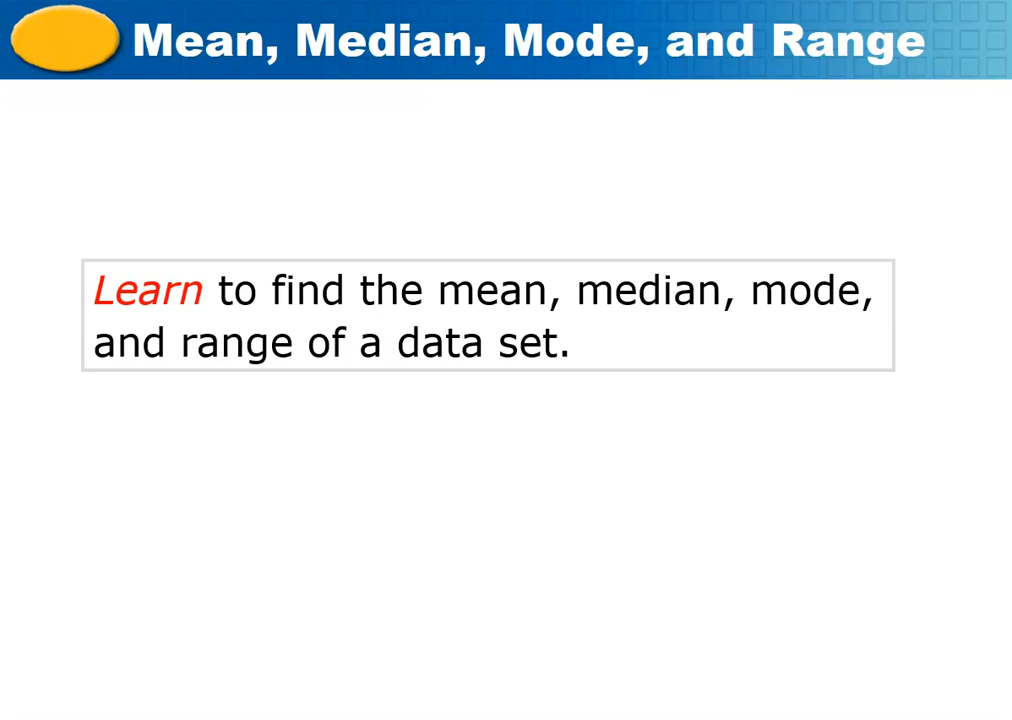 Mean, Median, Mode, and Range
Learn to find the mean, median, mode,
and range of a data set.